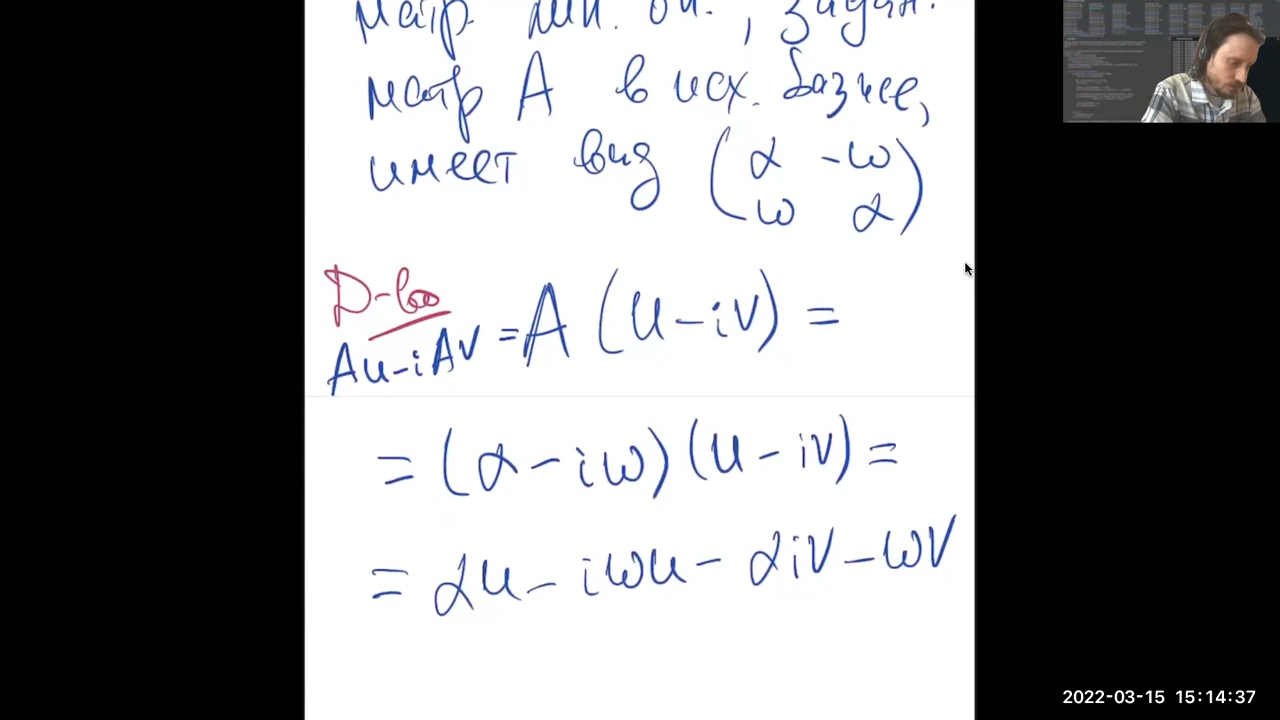 матр. лин. оп., задан.
матр A в исх. базисе,
имеет вид (α -ω
ω α)
D-во
Au-iAv = A (u-iv) =
= (α-iω)(u-iv) =
= αu-iωu-αiv-ωv
2022-03-15 15:14:37